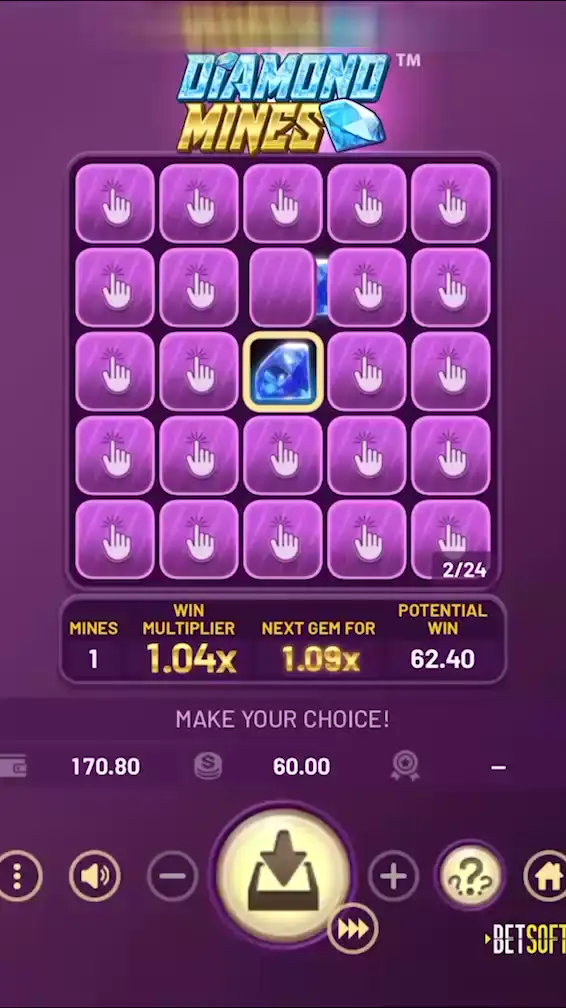 DIAMOND™
MINES
2/24
MINES
WIN MULTIPLIER
NEXT GEM FOR
POTENTIAL WIN
1
1.04x
1.09x
62.40
MAKE YOUR CHOICE!
170.80
60.00
–
???
BETSOFT